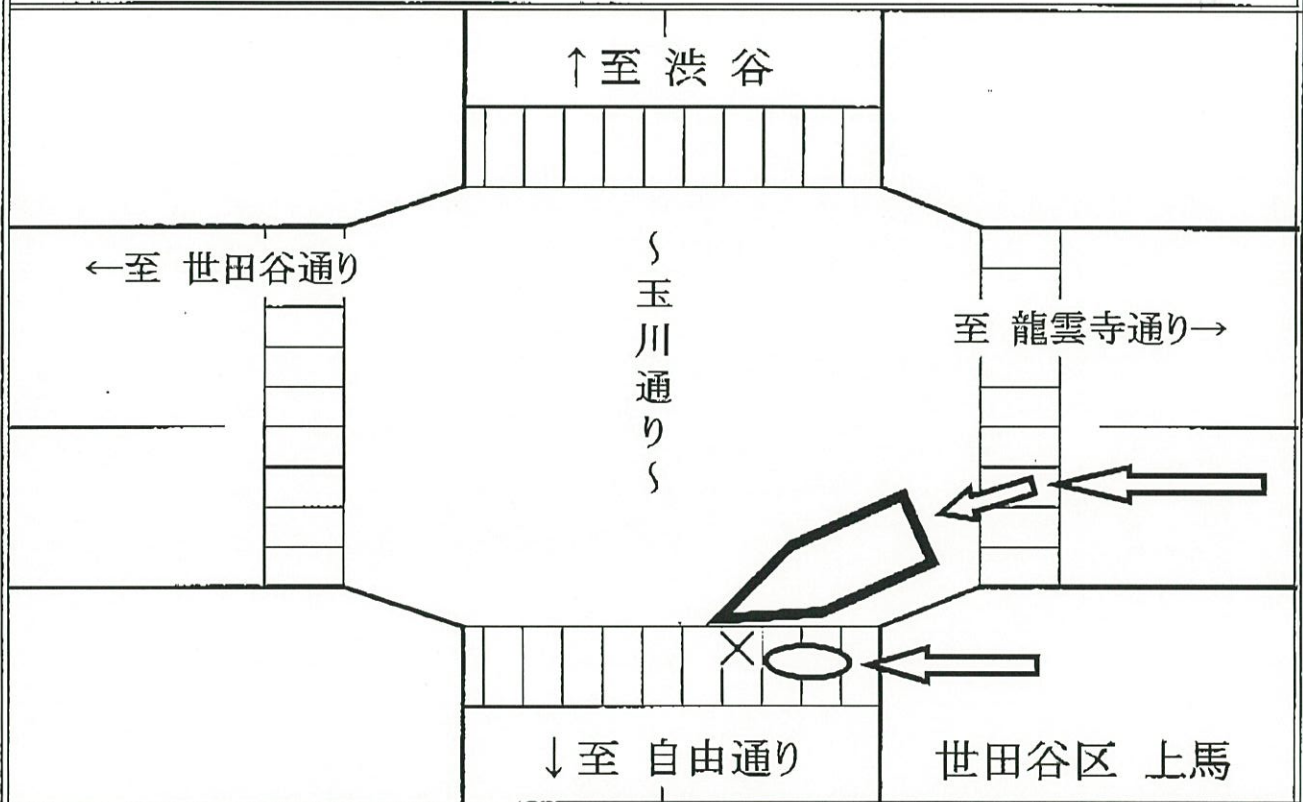 ↑至 渋 谷
←至 世田谷通り
～玉川通り～
至 龍雲寺通り→
↓至 自由通り
世田谷区 上馬